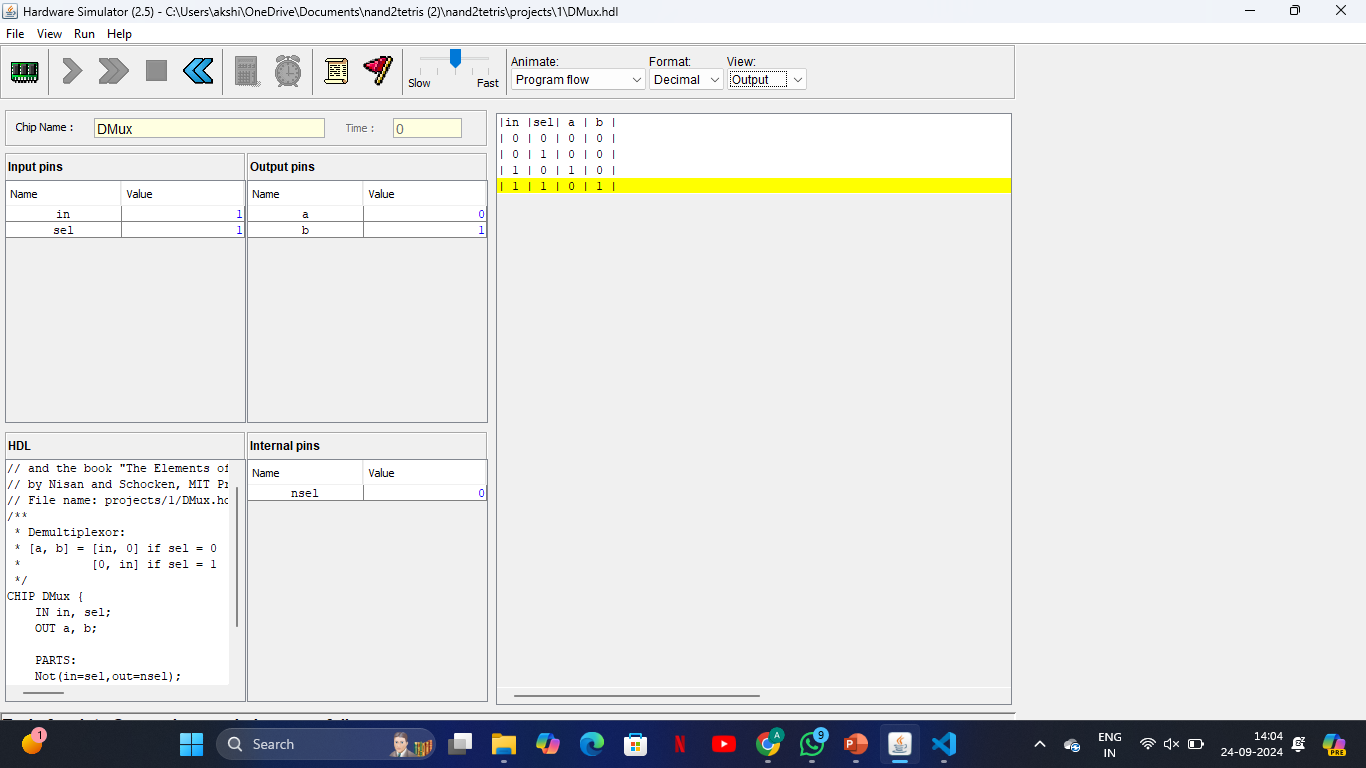 Hardware Simulator (2.5) - C:\Users\akshi\OneDrive\Documents\nand2tetris (2)\nand2tetris\projects\1\DMux.hdl
File View Run Help
Slow Fast
Animate: Format: View:
Program flow Decimal Output
Chip Name : DMux Time : 0
Input pins
Name Value
in 1
sel 1
Output pins
Name Value
a 0
b 1
HDL
// and the book "The Elements of
// by Nisan and Schocken, MIT Pr
// File name: projects/1/DMux.hd
/**
* Demultiplexor:
* [a, b] = [in, 0] if sel = 0
* [0, in] if sel = 1
*/
CHIP DMux {
IN in, sel;
OUT a, b;
PARTS:
Not(in=sel,out=nsel);
Internal pins
Name Value
nsel 0
|in |sel| a | b |
| 0 | 0 | 0 | 0 |
| 0 | 1 | 0 | 0 |
| 1 | 0 | 1 | 0 |
| 1 | 1 | 0 | 1 |
1
Search
A
9
ENG
IN
14:04
24-09-2024
PRE